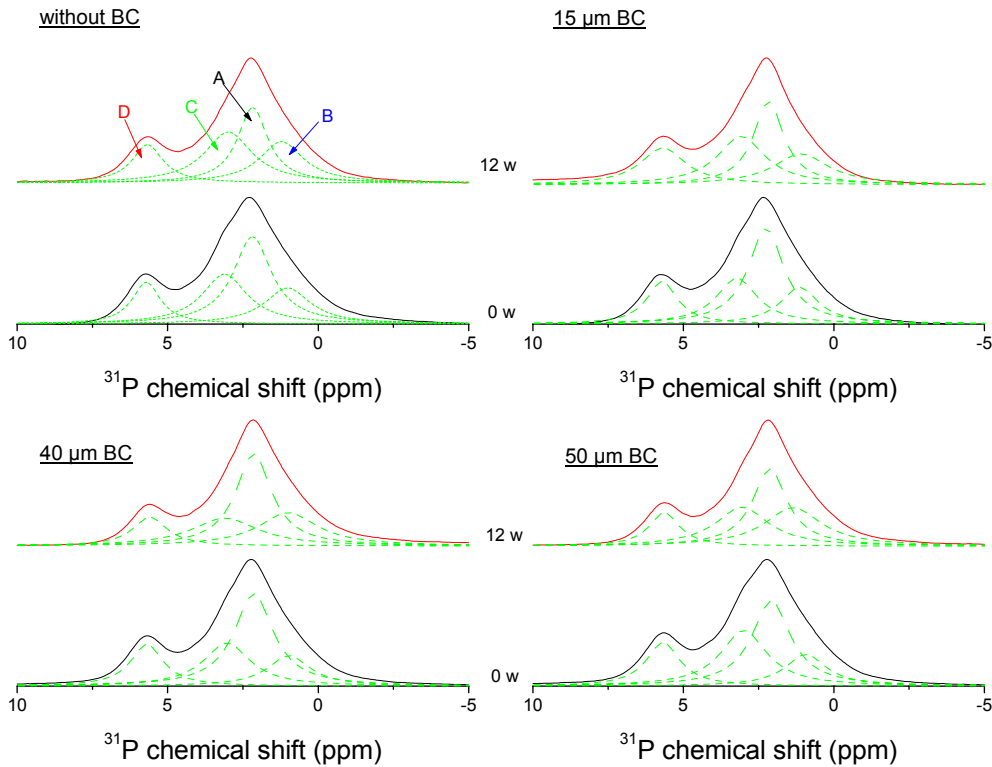 without BC
15 µm BC
A
D
C
B
12 w
0 w
10 5 0 -5
10 5 0 -5
³¹P chemical shift (ppm)
³¹P chemical shift (ppm)
40 µm BC
50 µm BC
12 w
0 w
10 5 0 -5
10 5 0 -5
³¹P chemical shift (ppm)
³¹P chemical shift (ppm)